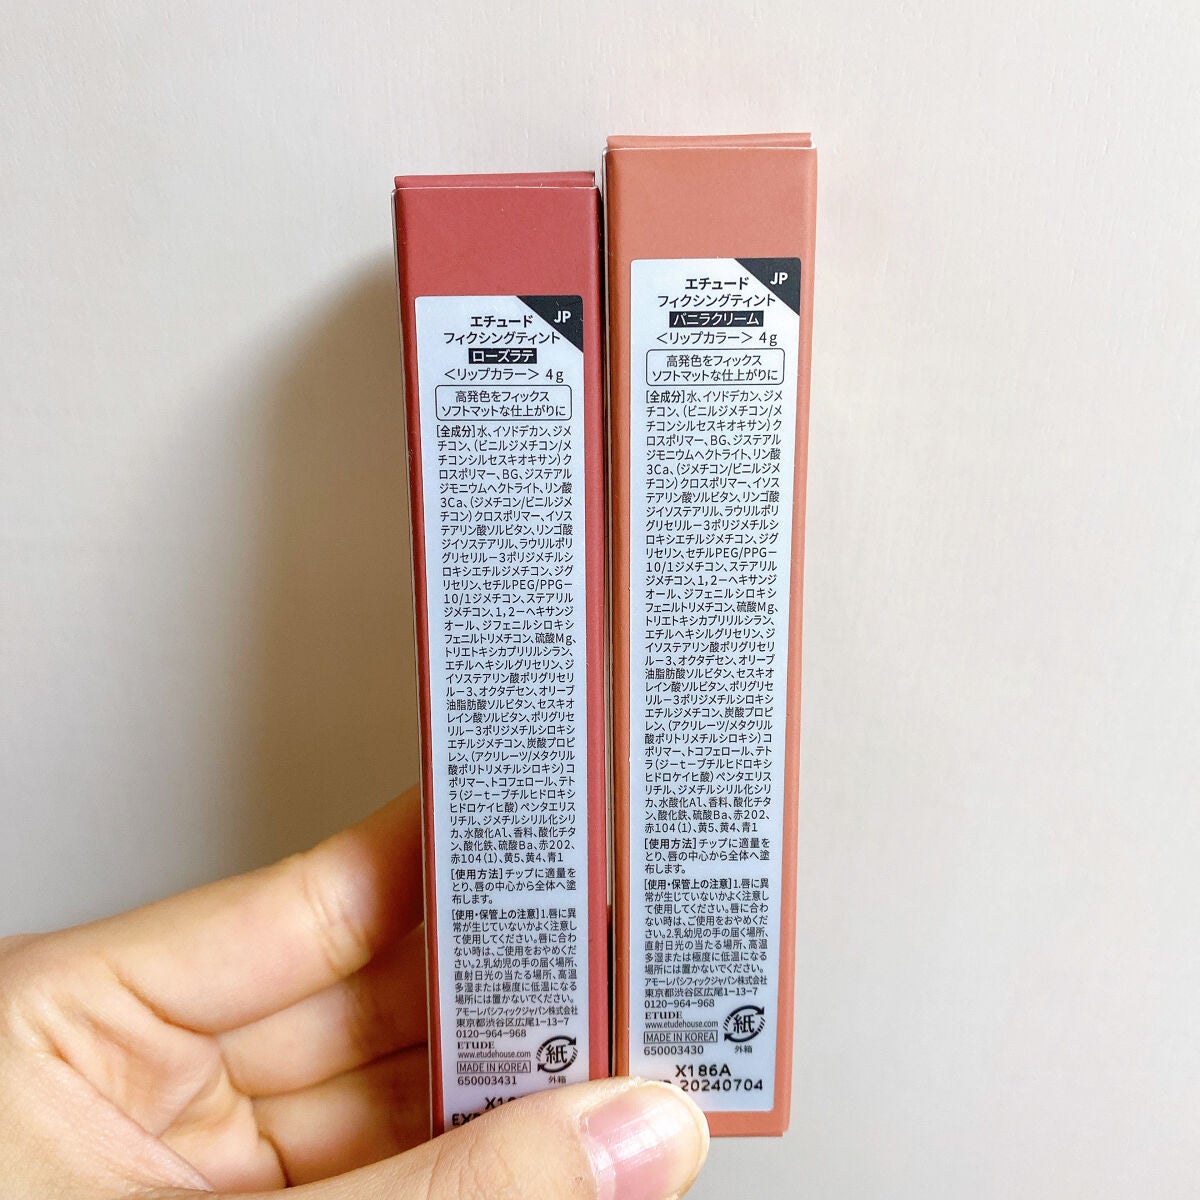 JP
エチュード
フィクシングティント
ローズラテ
<リップカラー> 4g
高発色をフィックス
ソフトマットな仕上がりに
[全成分]水、イソドデカン、ジメ
チコン、(ビニルジメチコン/メ
チコンシルセスキオキサン)ク
ロスポリマー、BG、ジステアル
ジモニウムヘクトライト、リン酸
3Ca、(ジメチコン/ビニルジメ
チコン)クロスポリマー、イソス
テアリン酸ソルビタン、リンゴ酸
ジイソステアリル、ラウリルポリ
グリセリル-3ポリジメチルシ
ロキシエチルジメチコン、ジグ
リセリン、セチルPEG/PPG-
10/1ジメチコン、ステアリル
ジメチコン、1,2-ヘキサンジ
オール、ジフェニルシロキシ
フェニルトリメチコン、硫酸Mg、
トリエトキシカプリリルシラン、
エチルヘキシルグリセリン、ジ
イソステアリン酸ポリグリセ
リル-3、オクタデセン、オリーブ
油脂肪酸ソルビタン、セスキオ
レイン酸ソルビタン、ポリグリセ
リル-3ポリジメチルシロキシ
エチルジメチコン、炭酸プロピ
レン、(アクリレーツ/メタクリル
酸ポリトリメチルシロキシ)コ
ポリマー、トコフェロール、テト
ラ(ジ-t-ブチルヒドロキシ
ヒドロケイヒ酸)ペンタエリス
リチル、ジメチルシリル化シリ
カ、水酸化Al、香料、酸化チタ
ン、酸化鉄、硫酸Ba、赤202、
赤104(1)、黄5、黄4、青1
[使用方法]チップに適量を
とり、唇の中心から全体へ塗
布します。
[使用・保管上の注意]1.唇に異
常が生じていないかよく注意し
て使用してください。唇に合わ
ない時は、ご使用をおやめくだ
さい。2.乳幼児の手の届く場所、
直射日光の当たる場所、高温
多湿または極度に低温になる
場所には置かないでください。
アモーレパシフィックジャパン株式会社
東京都渋谷区広尾1-13-7
0120-964-968
ETUDE
www.etudehouse.com
MADE IN KOREA
650003431
紙
外箱
JP
エチュード
フィクシングティント
バニラクリーム
<リップカラー> 4g
高発色をフィックス
ソフトマットな仕上がりに
[全成分]水、イソドデカン、ジメ
チコン、(ビニルジメチコン/メ
チコンシルセスキオキサン)ク
ロスポリマー、BG、ジステアル
ジモニウムヘクトライト、リン酸
3Ca、(ジメチコン/ビニルジメ
チコン)クロスポリマー、イソス
テアリン酸ソルビタン、リンゴ酸
ジイソステアリル、ラウリルポリ
グリセリル-3ポリジメチルシ
ロキシエチルジメチコン、ジグ
リセリン、セチルPEG/PPG-
10/1ジメチコン、ステアリル
ジメチコン、1,2-ヘキサンジ
オール、ジフェニルシロキシ
フェニルトリメチコン、硫酸Mg、
トリエトキシカプリリルシラン、
エチルヘキシルグリセリン、ジ
イソステアリン酸ポリグリセリ
ル-3、オクタデセン、オリーブ
油脂肪酸ソルビタン、セスキオ
レイン酸ソルビタン、ポリグリセ
リル-3ポリジメチルシロキシ
エチルジメチコン、炭酸プロピ
レン、(アクリレーツ/メタクリル
酸ポリトリメチルシロキシ)コ
ポリマー、トコフェロール、テト
ラ(ジ-t-ブチルヒドロキシ
ヒドロケイヒ酸)ペンタエリス
リチル、ジメチルシリル化シリ
カ、水酸化Al、香料、酸化チタ
ン、酸化鉄、硫酸Ba、赤202、
赤104(1)、黄5、黄4、青1
[使用方法]チップに適量を
とり、唇の中心から全体へ塗
布します。
[使用・保管上の注意]1.唇に異
常が生じていないかよく注意し
て使用してください。唇に合わ
ない時は、ご使用をおやめくだ
さい。2.乳幼児の手の届く場所、
直射日光の当たる場所、高温
多湿または極度に低温になる
場所には置かないでください。
アモーレパシフィックジャパン株式会社
東京都渋谷区広尾1-13-7
0120-964-968
ETUDE
www.etudehouse.com
MADE IN KOREA
650003430
紙
外箱
X186A
20240704